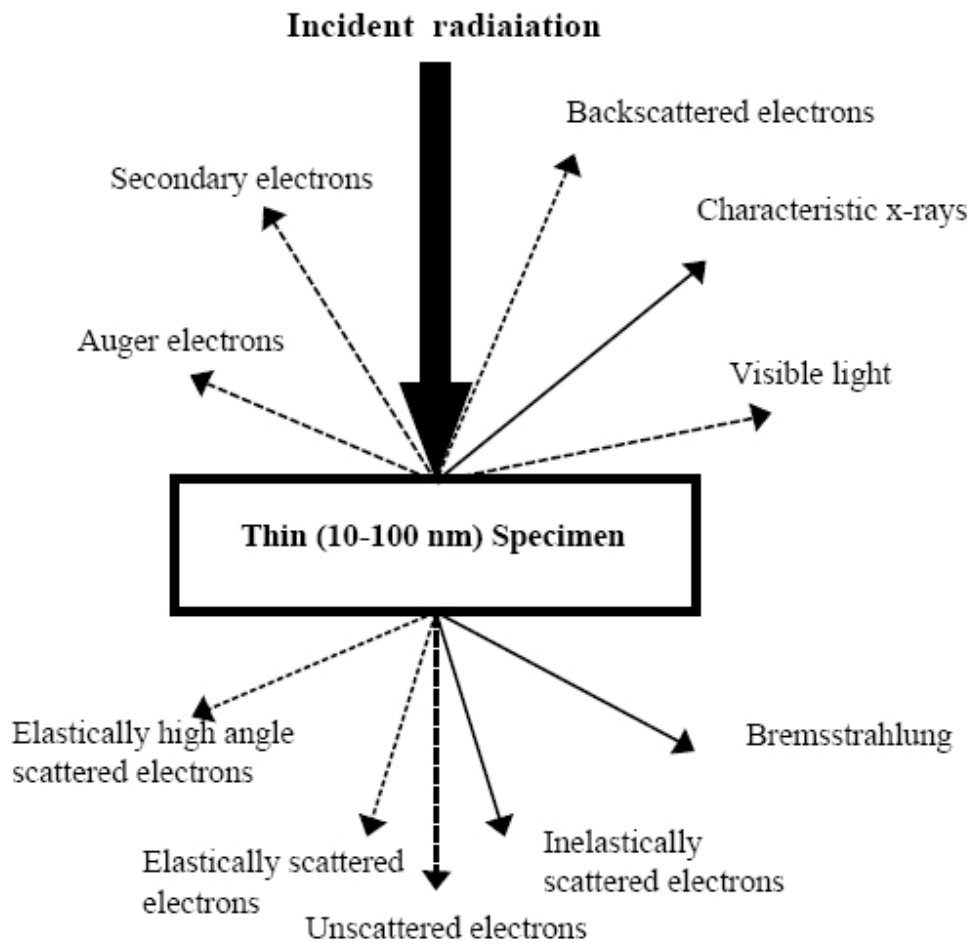 Incident radiaiation
Backscattered electrons
Secondary electrons
Characteristic x-rays
Auger electrons
Visible light
Thin (10-100 nm) Specimen
Elastically high angle
scattered electrons
Bremsstrahlung
Elastically scattered
electrons
Inelastically
scattered electrons
Unscattered electrons